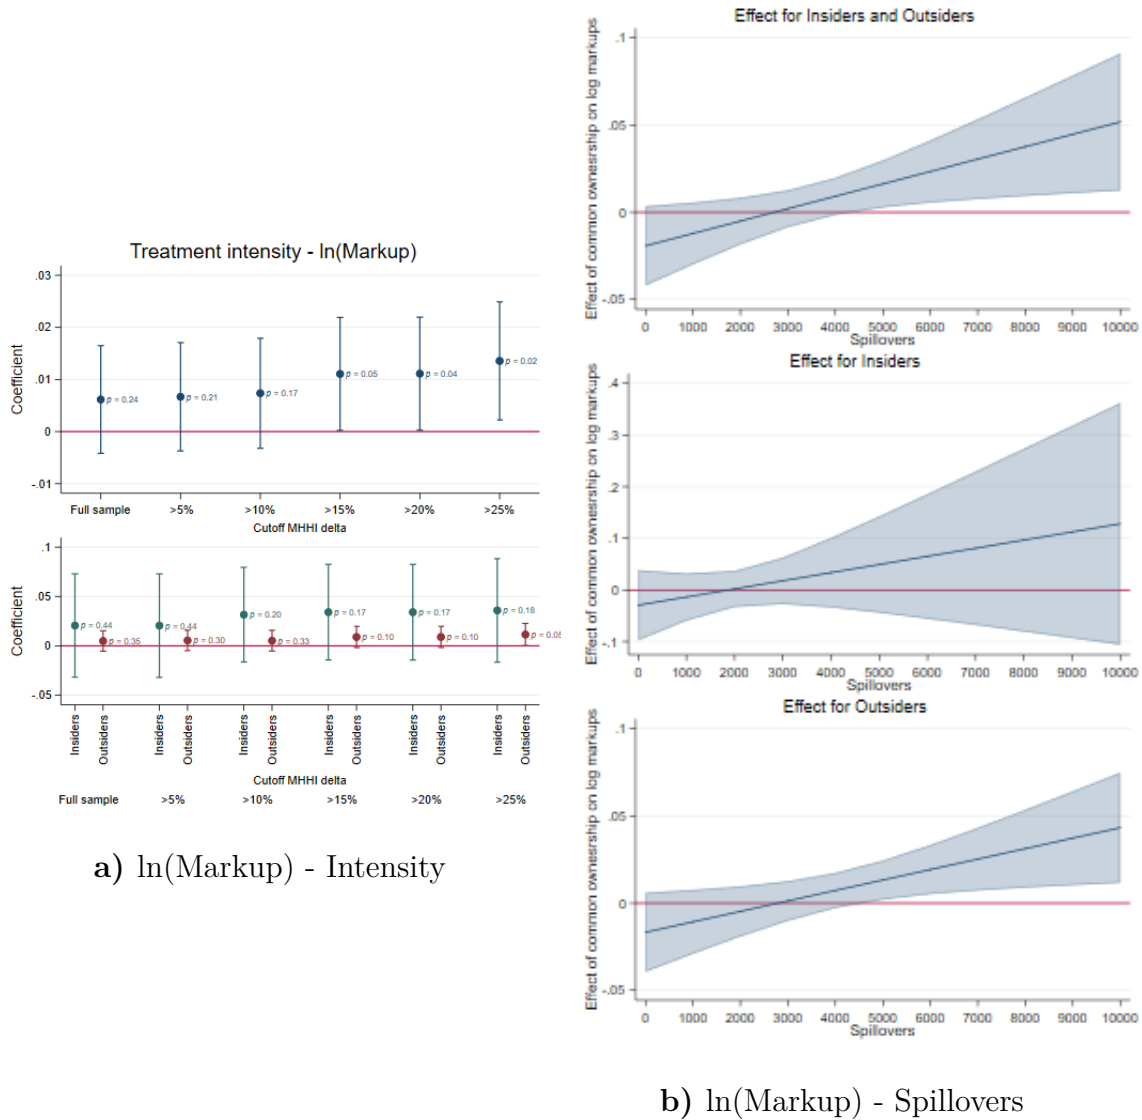 Treatment intensity - ln(Markup)
Coefficient
.03
.02
.01
0
-.01
p = 0.24
p = 0.21
p = 0.17
p = 0.05
p = 0.04
p = 0.02
Full sample >5% >10% >15% >20% >25%
Cutoff MHHI delta
Coefficient
.1
.05
0
-.05
p = 0.44
p = 0.35
p = 0.44
p = 0.30
p = 0.20
p = 0.33
p = 0.17
p = 0.10
p = 0.17
p = 0.10
p = 0.18
p = 0.05
Insiders Outsiders Insiders Outsiders Insiders Outsiders Insiders Outsiders Insiders Outsiders Insiders Outsiders
Cutoff MHHI delta
Full sample >5% >10% >15% >20% >25%
a) ln(Markup) - Intensity
Effect for Insiders and Outsiders
Effect of common ownesrship on log markups
.1
.05
0
-.05
0 1000 2000 3000 4000 5000 6000 7000 8000 9000 10000
Spillovers
Effect for Insiders
Effect of common ownesrship on log markups
.4
.3
.2
.1
0
-.1
0 1000 2000 3000 4000 5000 6000 7000 8000 9000 10000
Spillovers
Effect for Outsiders
Effect of common ownesrship on log markups
.1
.05
0
-.05
0 1000 2000 3000 4000 5000 6000 7000 8000 9000 10000
Spillovers
b) ln(Markup) - Spillovers